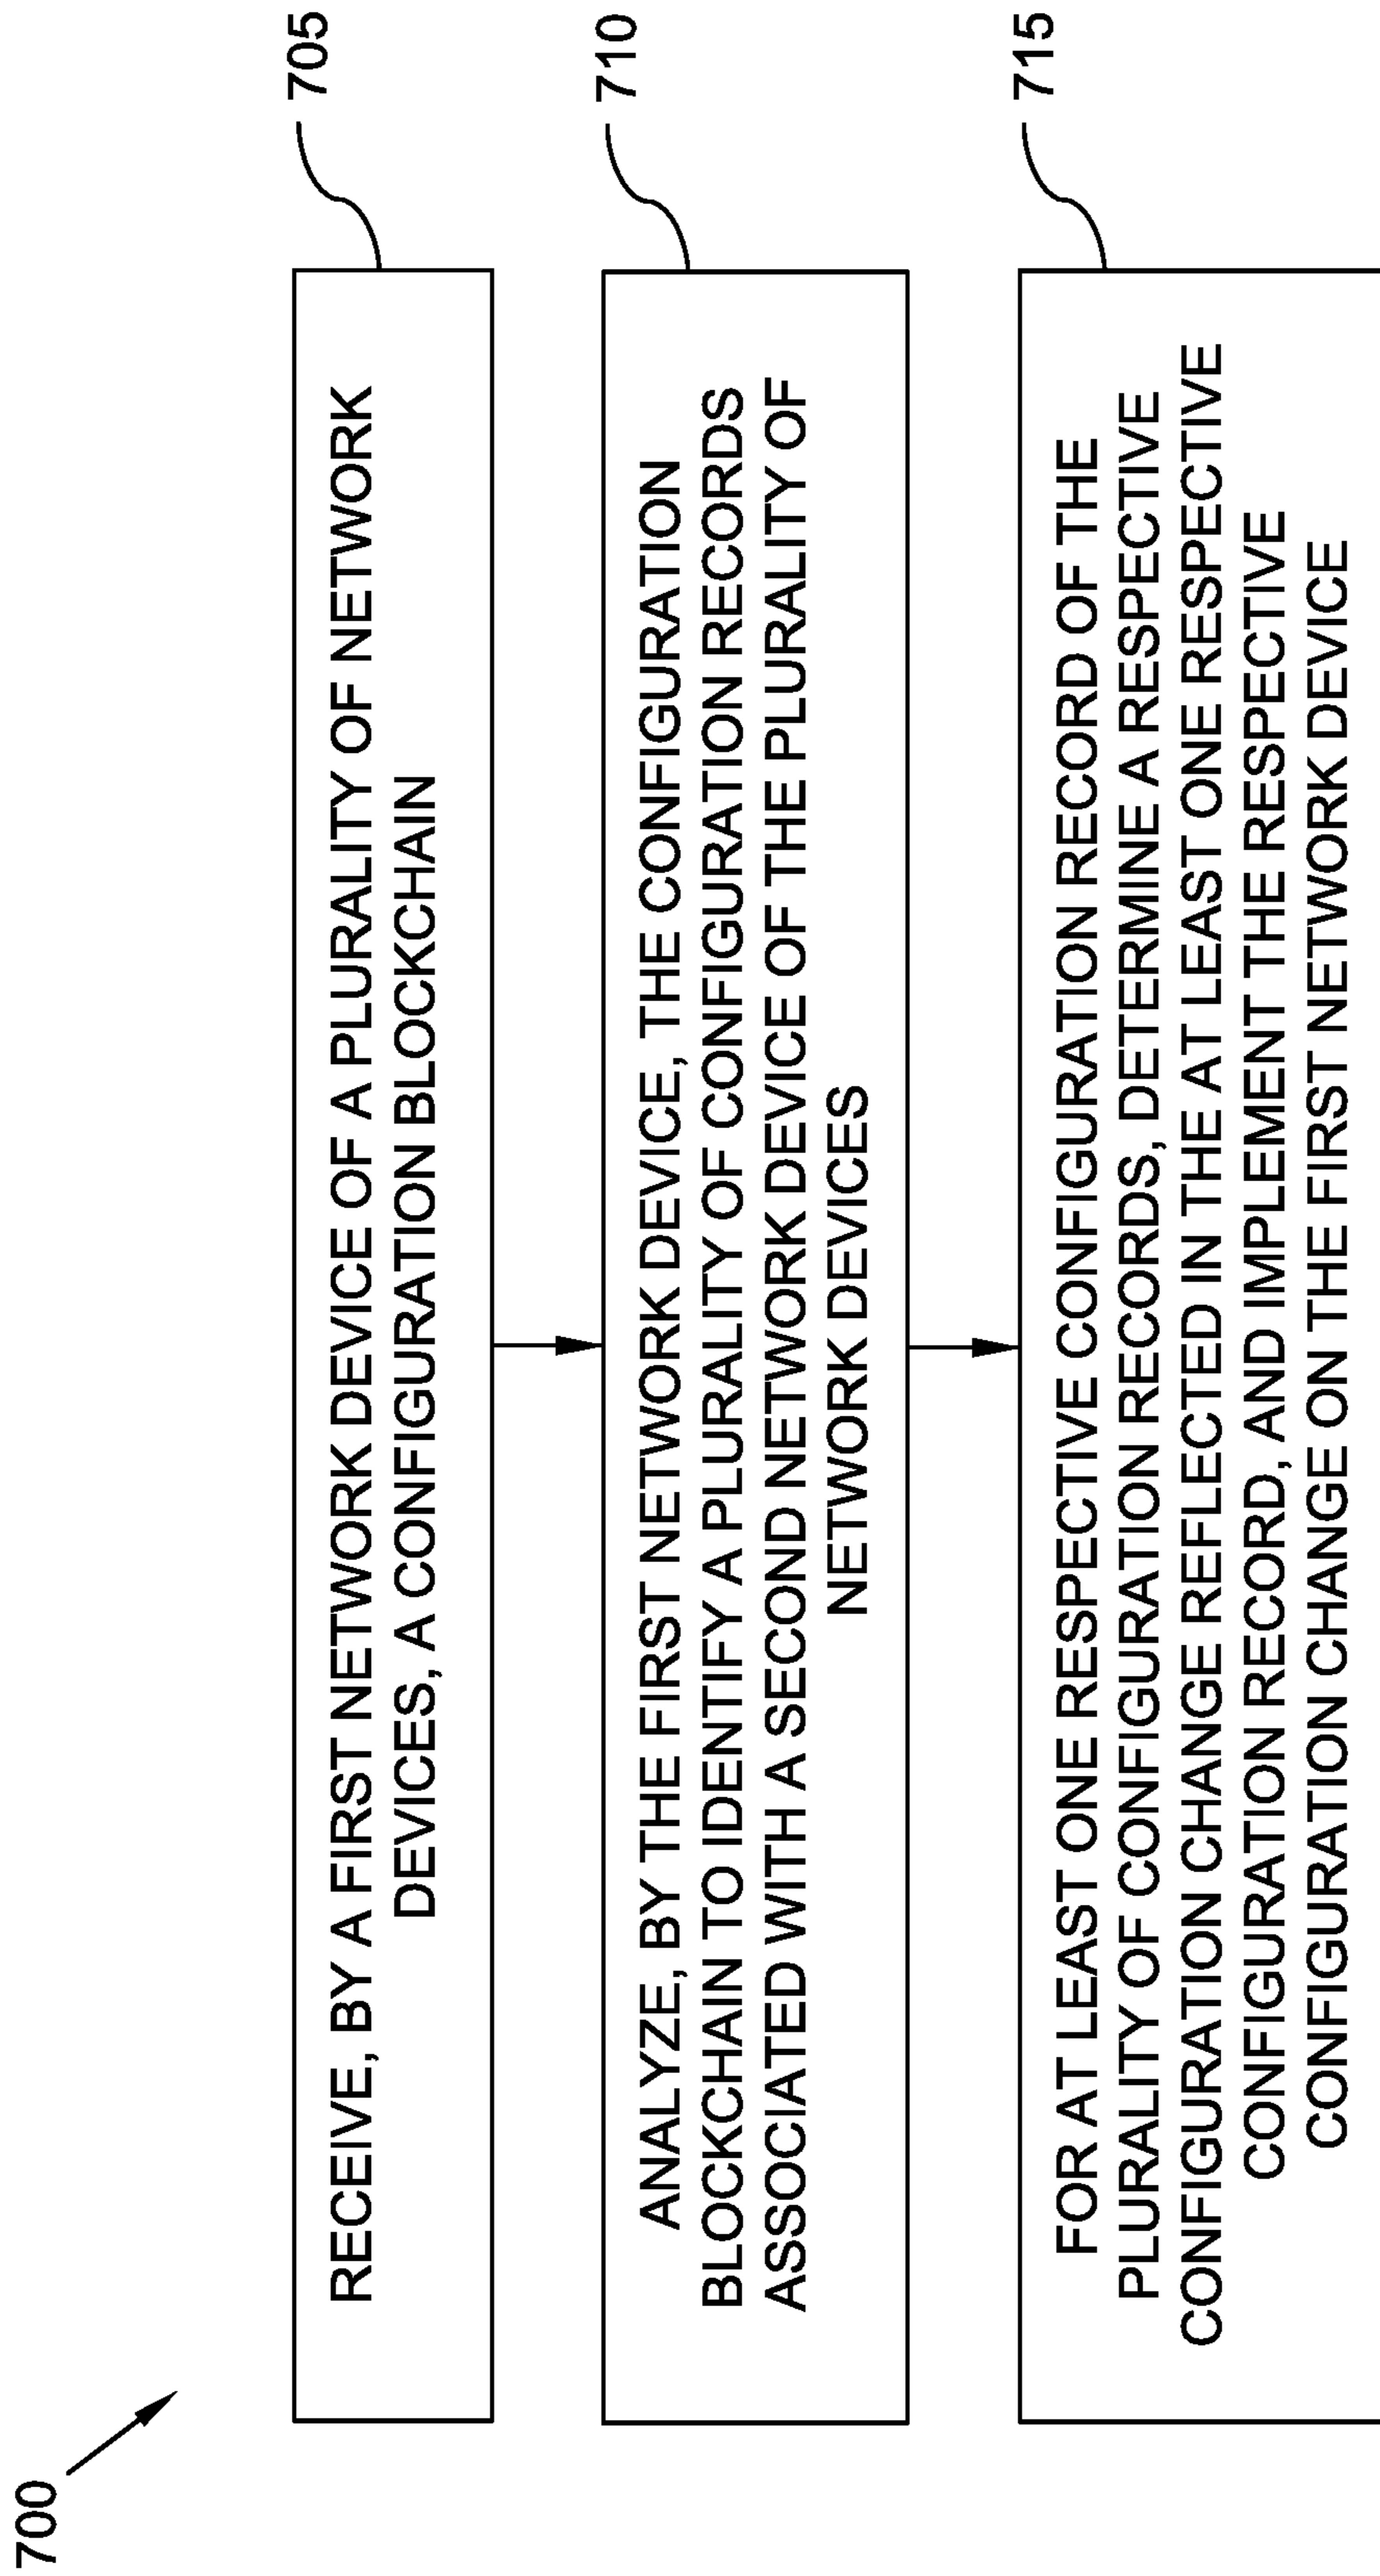 700
RECEIVE, BY A FIRST NETWORK DEVICE OF A PLURALITY OF NETWORK
DEVICES, A CONFIGURATION BLOCKCHAIN
705
ANALYZE, BY THE FIRST NETWORK DEVICE, THE CONFIGURATION
BLOCKCHAIN TO IDENTIFY A PLURALITY OF CONFIGURATION RECORDS
ASSOCIATED WITH A SECOND NETWORK DEVICE OF THE PLURALITY OF
NETWORK DEVICES
710
FOR AT LEAST ONE RESPECTIVE CONFIGURATION RECORD OF THE
PLURALITY OF CONFIGURATION RECORDS, DETERMINE A RESPECTIVE
CONFIGURATION CHANGE REFLECTED IN THE AT LEAST ONE RESPECTIVE
CONFIGURATION RECORD, AND IMPLEMENT THE RESPECTIVE
CONFIGURATION CHANGE ON THE FIRST NETWORK DEVICE
715